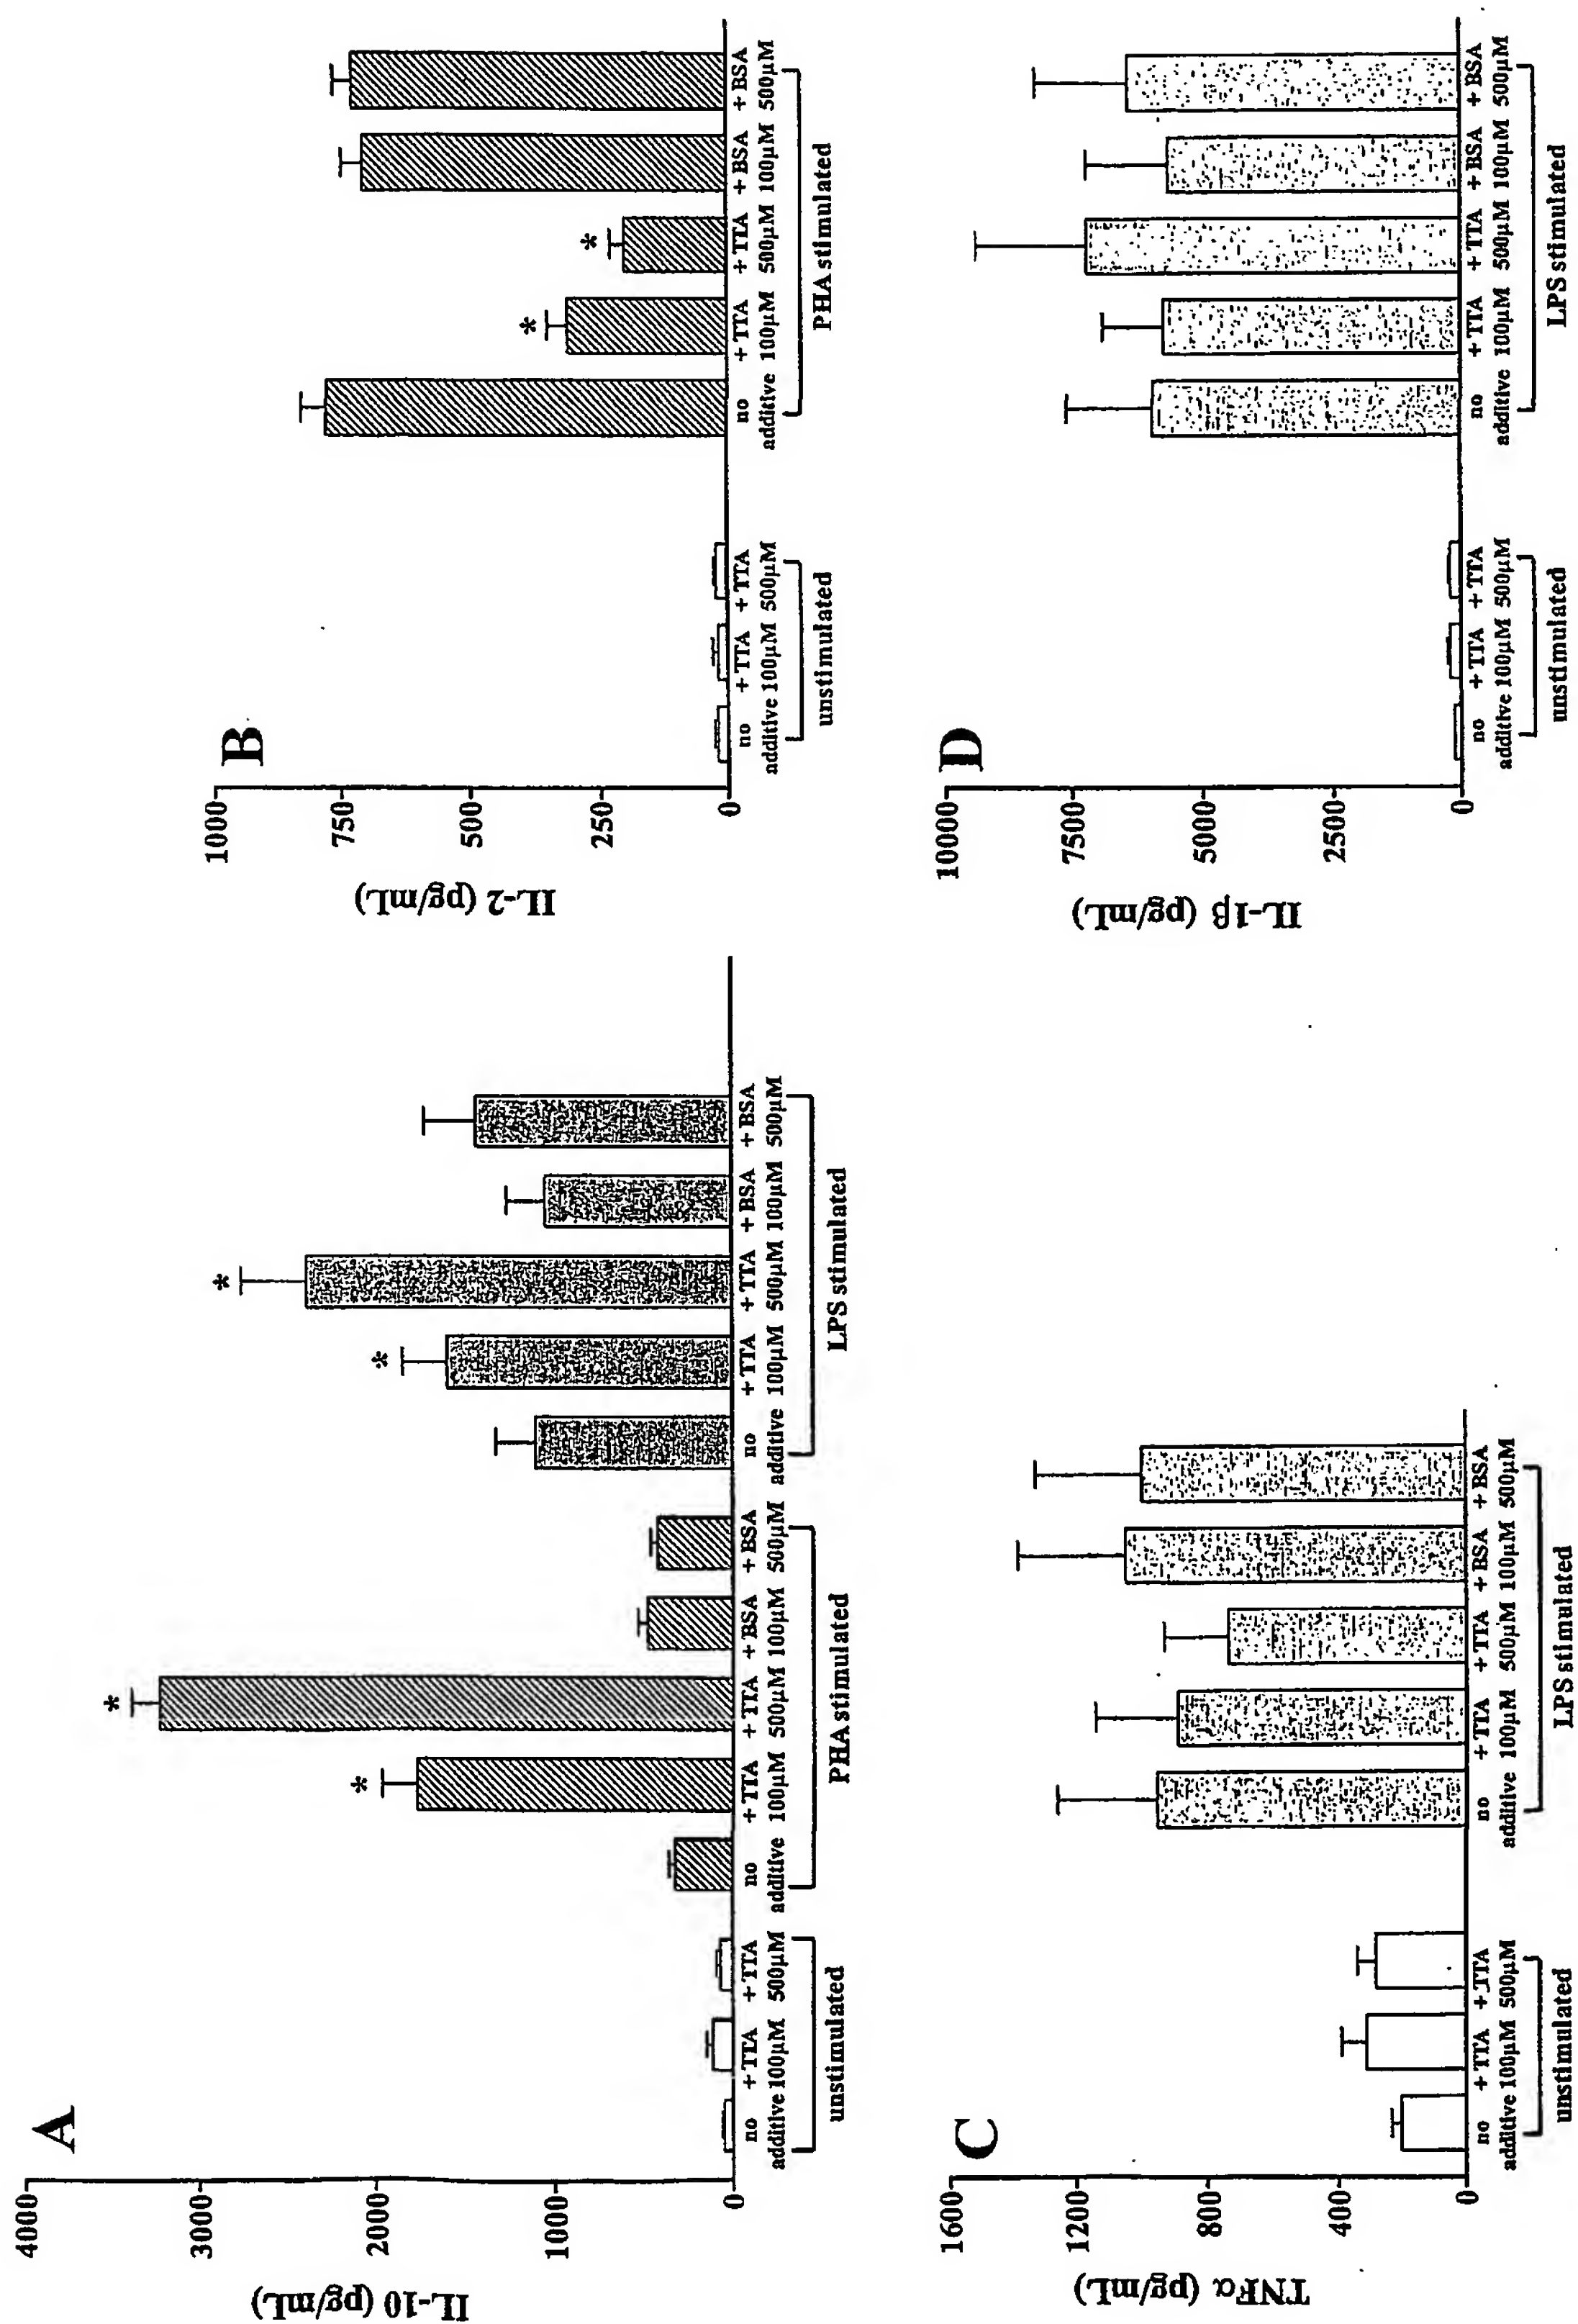 A
IL-10 (pg/mL)
4000
3000
2000
1000
0
no + TTA + TTA no + TTA + TTA + BSA + BSA no + TTA + TTA + BSA + BSA
additive 100µM 500µM additive 100µM 500µM 100µM 500µM additive 100µM 500µM 100µM 500µM
unstimulated PHA stimulated LPS stimulated
* * * *
B
IL-2 (pg/mL)
1000
750
500
250
0
* *
no + TTA + TTA no + TTA + TTA + BSA + BSA
additive 100µM 500µM additive 100µM 500µM 100µM 500µM
unstimulated PHA stimulated
C
TNFα (pg/mL)
1600
1200
800
400
0
no + TTA + TTA no + TTA + TTA + BSA + BSA
additive 100µM 500µM additive 100µM 500µM 100µM 500µM
unstimulated LPS stimulated
D
IL-1β (pg/mL)
10000
7500
5000
2500
0
no + TTA + TTA no + TTA + TTA + BSA + BSA
additive 100µM 500µM additive 100µM 500µM 100µM 500µM
unstimulated LPS stimulated